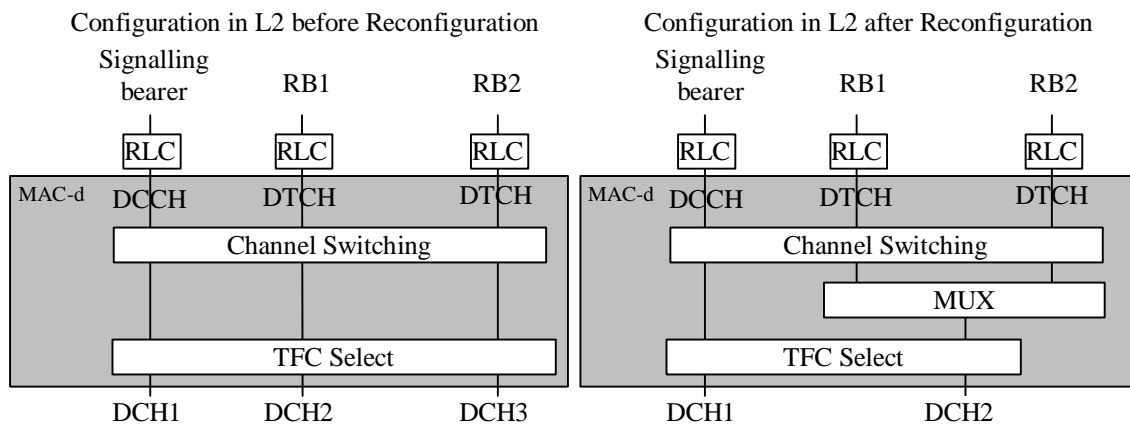 Configuration in L2 before Reconfiguration
Signalling
bearer
RB1
RB2
RLC
RLC
RLC
MAC-d
DCCH
DTCH
DTCH
Channel Switching
TFC Select
DCH1
DCH2
DCH3
Configuration in L2 after Reconfiguration
Signalling
bearer
RB1
RB2
RLC
RLC
RLC
MAC-d
DCCH
DTCH
DTCH
Channel Switching
MUX
TFC Select
DCH1
DCH2